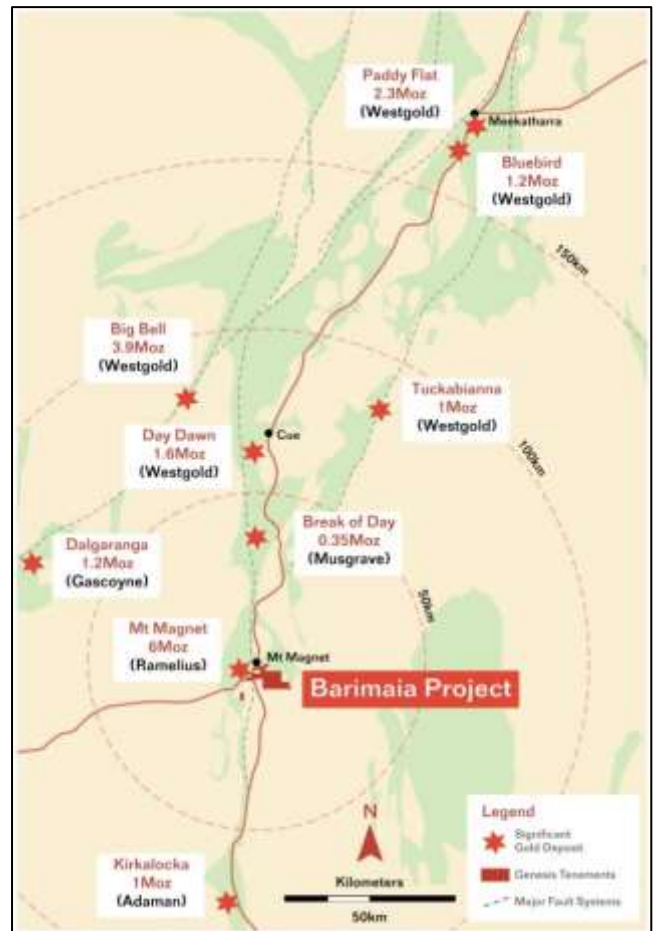 Paddy Flat
2.3Moz
(Westgold)
Meekatharra
Bluebird
1.2Moz
(Westgold)
150km
Big Bell
3.9Moz
(Westgold)
Tuckabianna
1Moz
(Westgold)
Cue
Day Dawn
1.6Moz
(Westgold)
100km
Break of Day
0.35Moz
(Musgrave)
Dalgaranga
1.2Moz
(Gascoyne)
50km
Mt Magnet
6Moz
(Ramelius)
Mt Magnet
Barimaia Project
N
Legend
Significant
Gold Deposit
Genesis Tenements
Major Fault Systems
Kirkalocka
1Moz
(Adaman)
Kilometers
50km